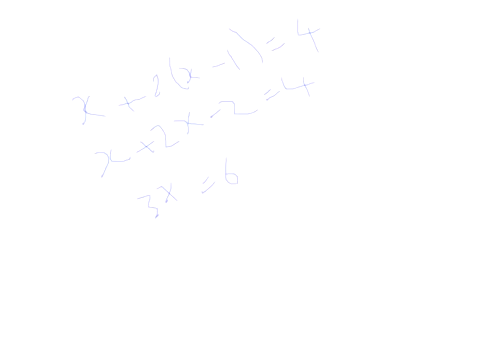 x + 2(x - 1) = 4
x + 2x - 2 = 4
3x = 6